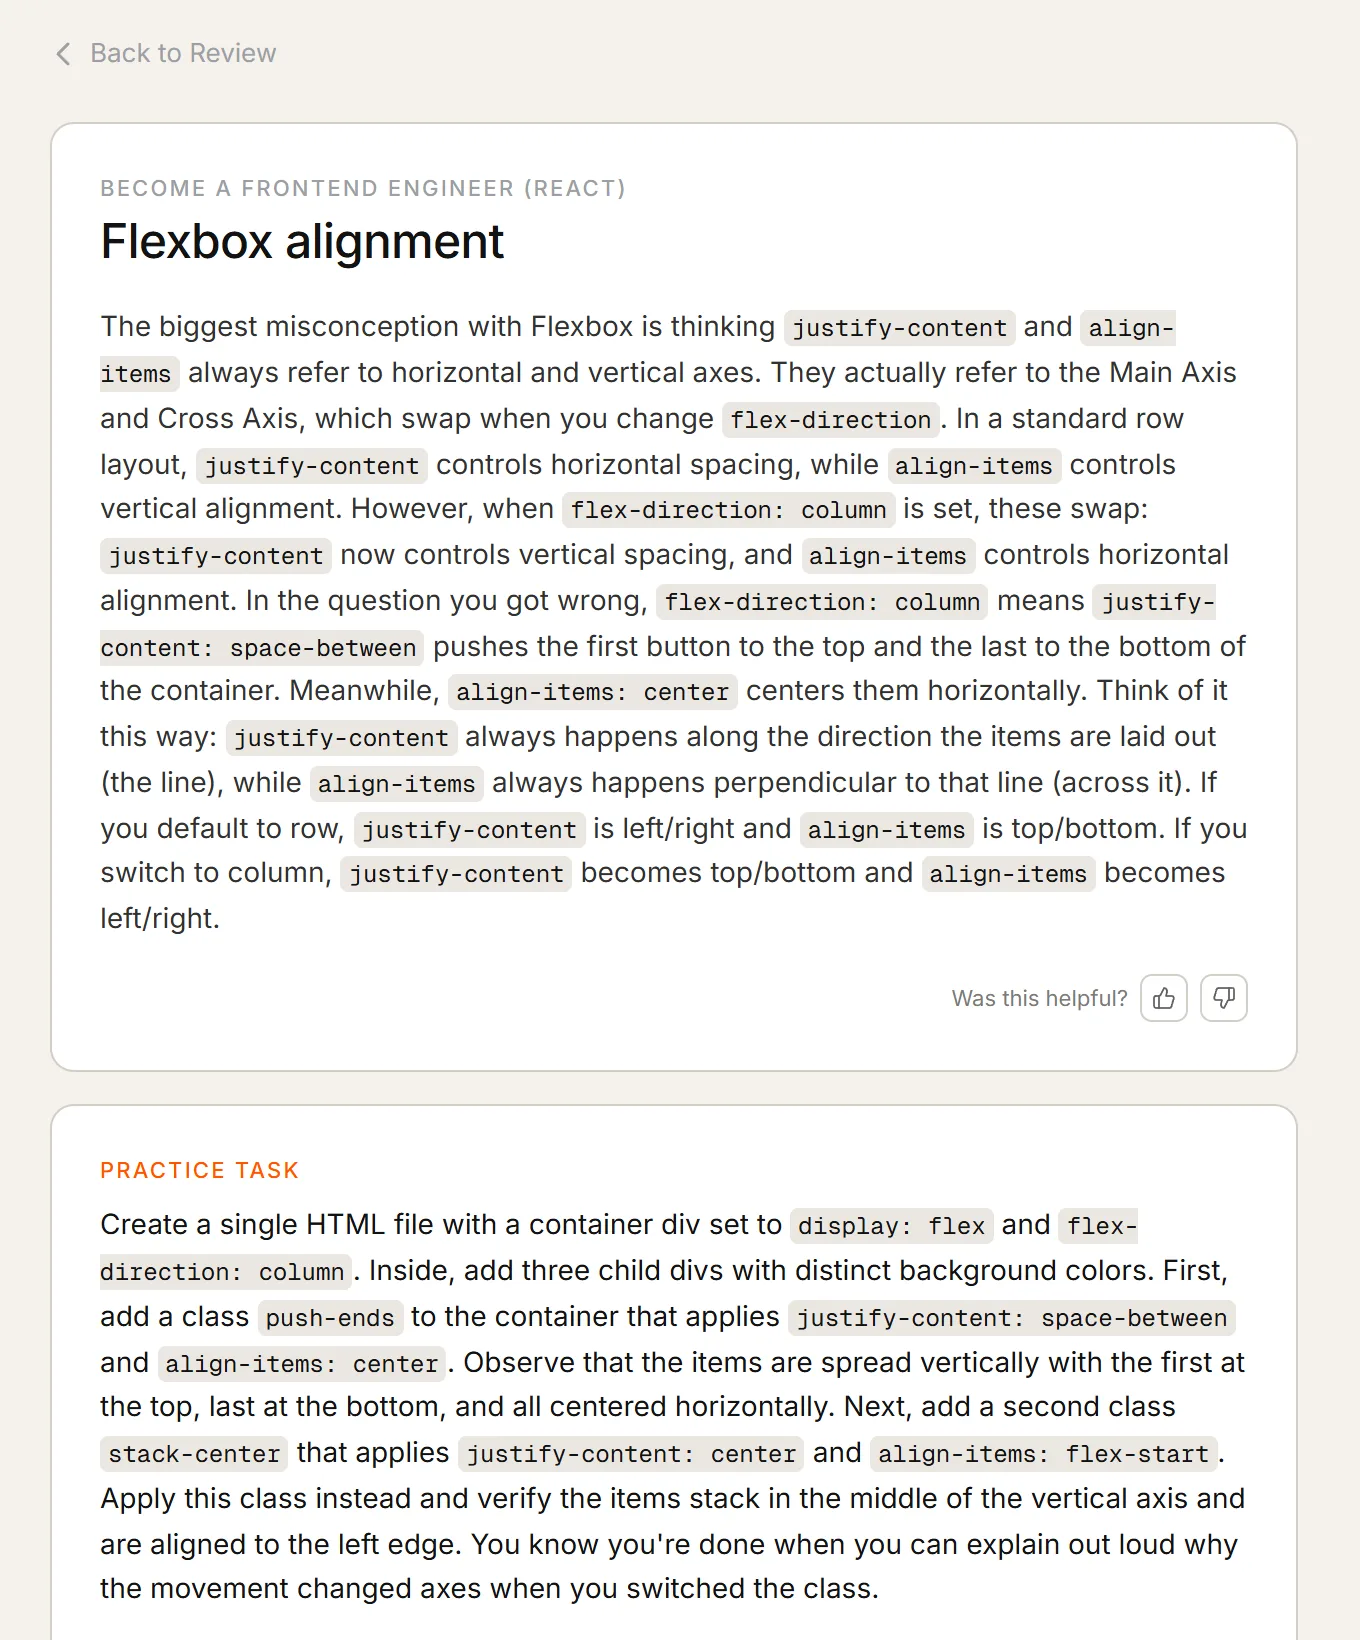 Back to Review
BECOME A FRONTEND ENGINEER (REACT)
Flexbox alignment
The biggest misconception with Flexbox is thinking justify-content and align-
items always refer to horizontal and vertical axes. They actually refer to the Main Axis
and Cross Axis, which swap when you change flex-direction. In a standard row
layout, justify-content controls horizontal spacing, while align-items controls
vertical alignment. However, when flex-direction: column is set, these swap:
justify-content now controls vertical spacing, and align-items controls horizontal
alignment. In the question you got wrong, flex-direction: column means justify-
content: space-between pushes the first button to the top and the last to the bottom of
the container. Meanwhile, align-items: center centers them horizontally. Think of it
this way: justify-content always happens along the direction the items are laid out
(the line), while align-items always happens perpendicular to that line (across it). If
you default to row, justify-content is left/right and align-items is top/bottom. If you
switch to column, justify-content becomes top/bottom and align-items becomes
left/right.
Was this helpful?
PRACTICE TASK
Create a single HTML file with a container div set to display: flex and flex-
direction: column. Inside, add three child divs with distinct background colors. First,
add a class push-ends to the container that applies justify-content: space-between
and align-items: center. Observe that the items are spread vertically with the first at
the top, last at the bottom, and all centered horizontally. Next, add a second class
stack-center that applies justify-content: center and align-items: flex-start.
Apply this class instead and verify the items stack in the middle of the vertical axis and
are aligned to the left edge. You know you're done when you can explain out loud why
the movement changed axes when you switched the class.